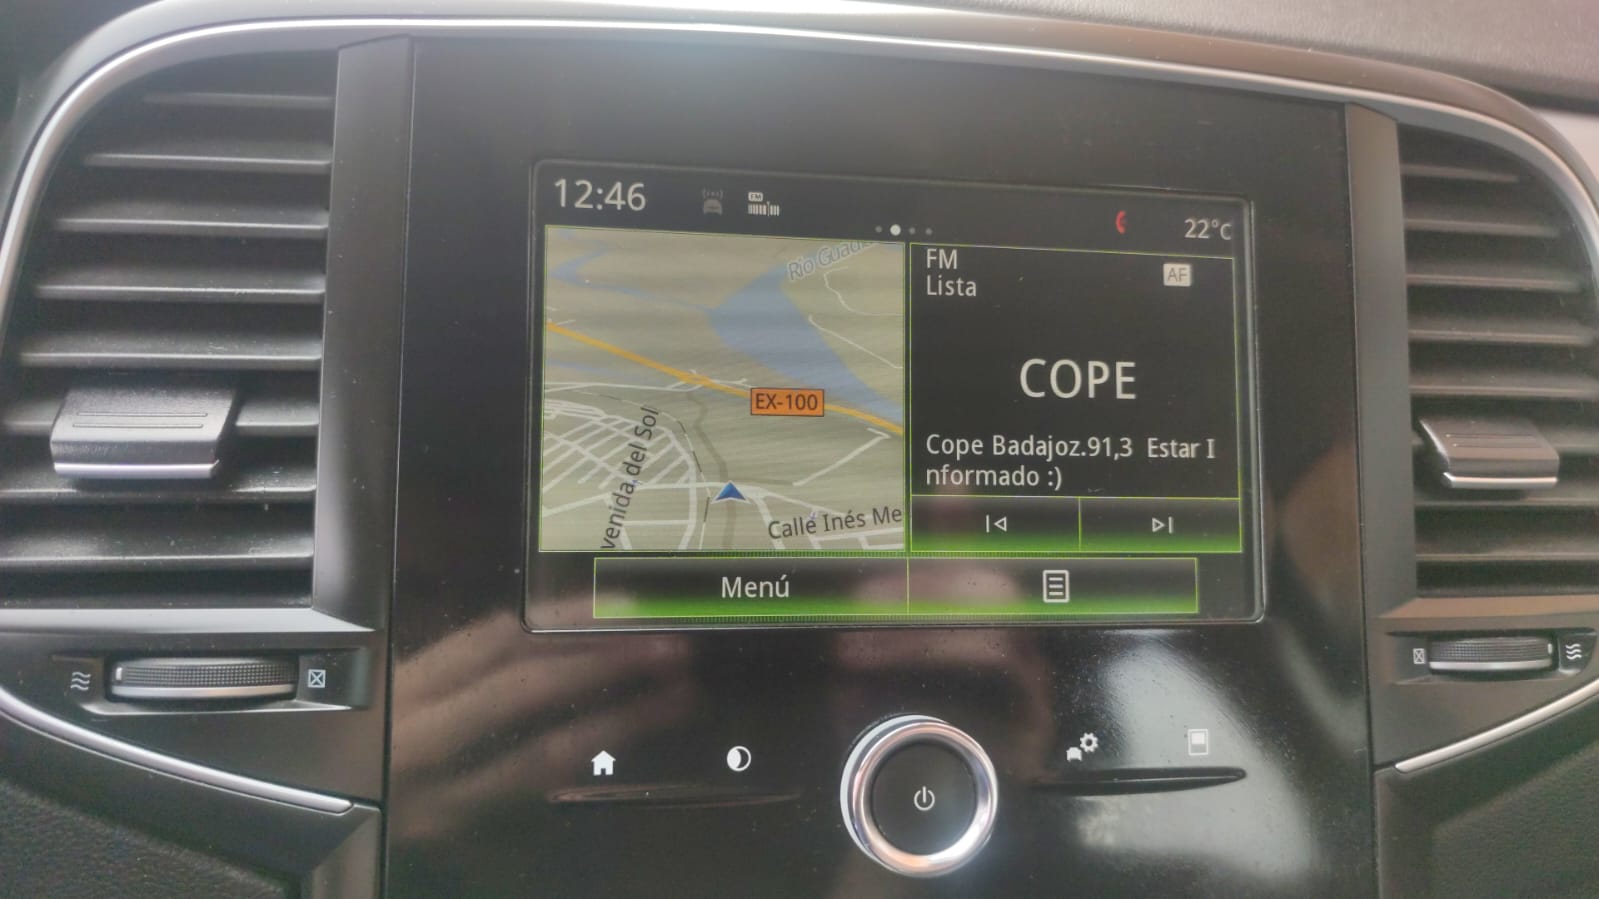 12:46
FM
22°C
Río Guad
EX-100
venida del Sol
Calle Inés Me
FM
Lista
AF
COPE
Cope Badajoz.91,3 Estar I
nformado :)
Menú